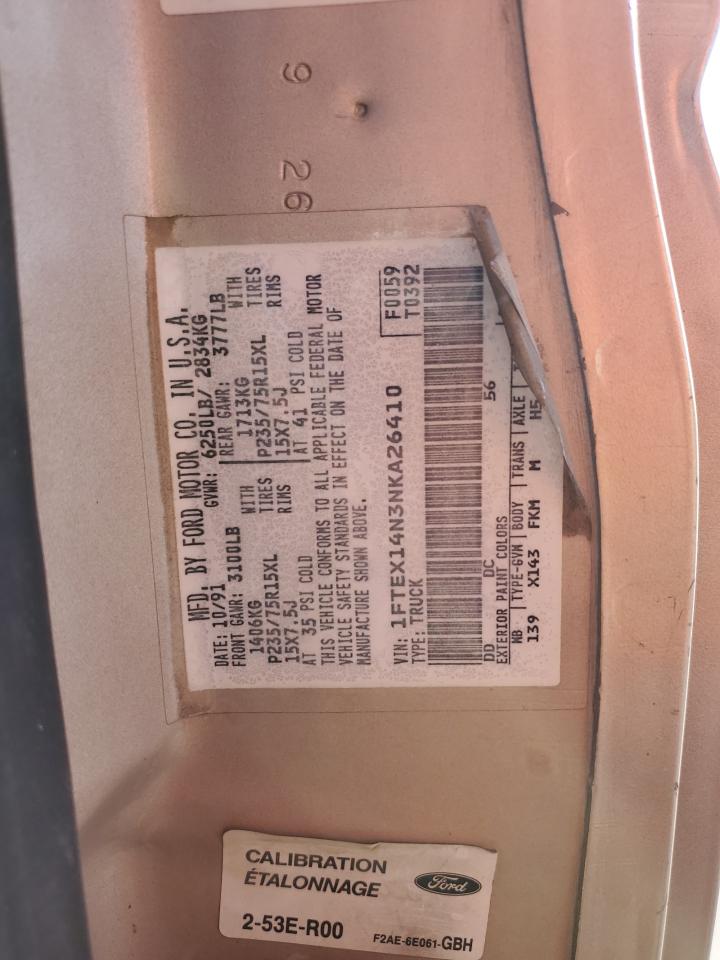 9 26
MFD. BY FORD MOTOR CO. IN U.S.A.
DATE: 10/91 GVWR: 6250LB/ 2834KG
FRONT GAWR: 3100LB REAR GAWR: 3777LB
1406KG WITH 1713KG WITH
P235/75R15XL TIRES P235/75R15XL TIRES
15X7.5J RIMS 15X7.5J RIMS
AT 35 PSI COLD AT 41 PSI COLD
THIS VEHICLE CONFORMS TO ALL APPLICABLE FEDERAL MOTOR
VEHICLE SAFETY STANDARDS IN EFFECT ON THE DATE OF
MANUFACTURE SHOWN ABOVE.
F0059
T0392
VIN: 1FTEX14N3NKA26410
TYPE: TRUCK
DD DC 56
EXTERIOR PAINT COLORS
WB TYPE-GVW BODY TRANS AXLE
139 X143 FKM M H5
CALIBRATION
ÉTALONNAGE
Ford
2-53E-R00 F2AE-6E061-GBH